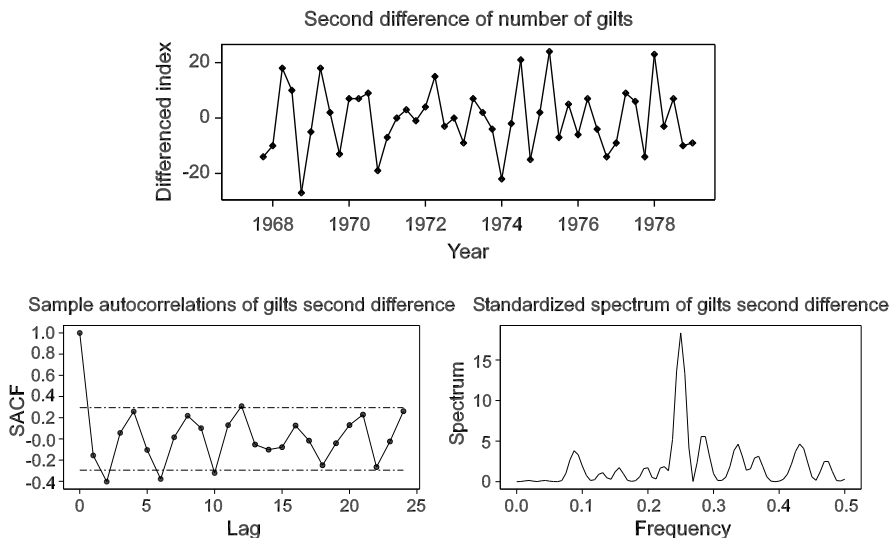 Second difference of number of gilts
Differenced index
20
0
-20
1968 1970 1972 1974 1976 1978
Year
Sample autocorrelations of gilts second difference
SACF
1.0
0.8
0.6
0.4
0.2
-0.0
-0.2
-0.4
0 5 10 15 20 25
Lag
Standardized spectrum of gilts second difference
Spectrum
15
10
5
0
0.0 0.1 0.2 0.3 0.4 0.5
Frequency